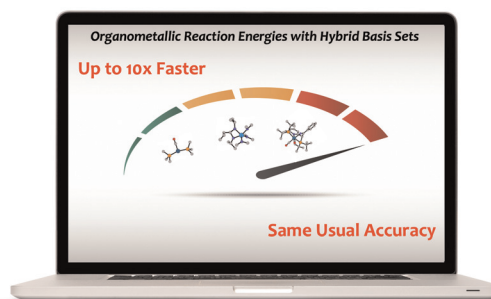 Organometallic Reaction Energies with Hybrid Basis Sets
Up to 10x Faster
Same Usual Accuracy